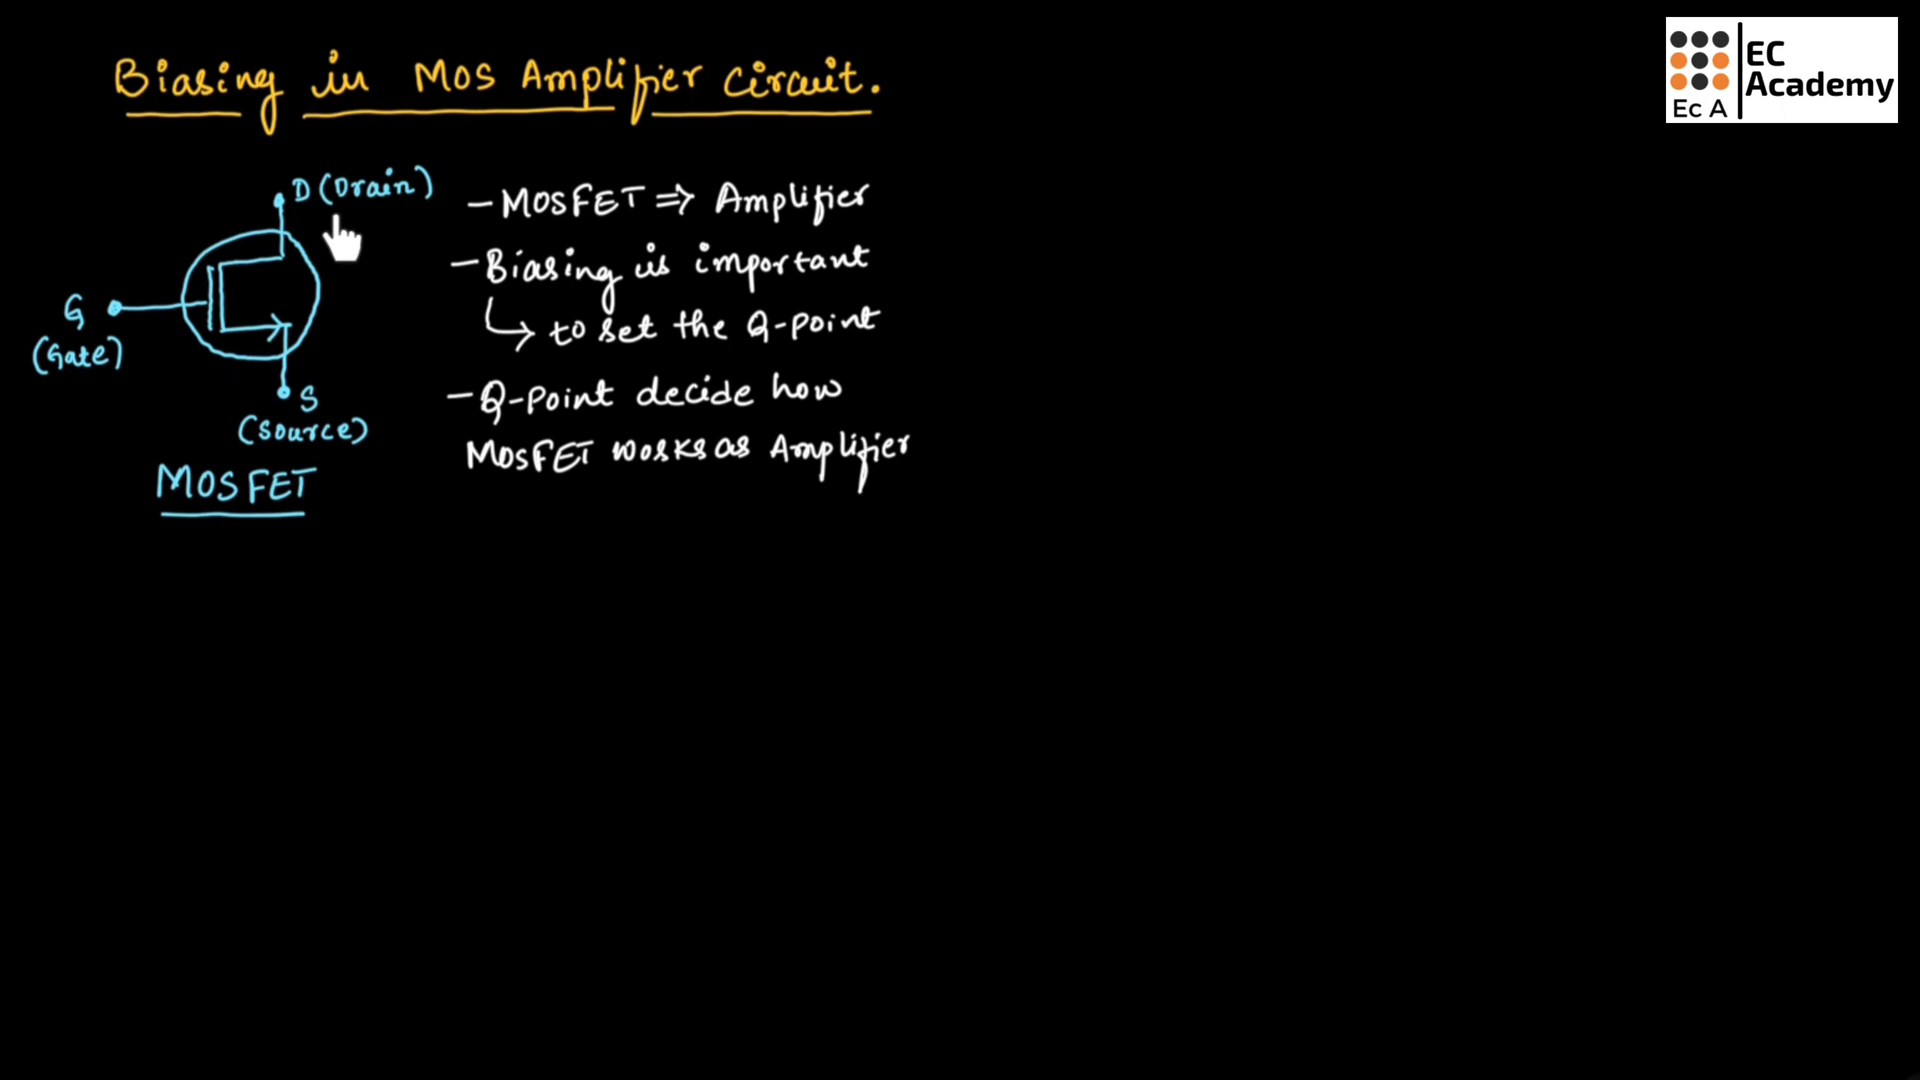 Biasing in MOS Amplifier circuit.
EC
Academy
Ec A
D (Drain)
G
(Gate)
S
(Source)
MOSFET
- MOSFET ⇒ Amplifier
- Biasing is important
↳ to set the Q-point
- Q-point decide how
MOSFET works as Amplifier